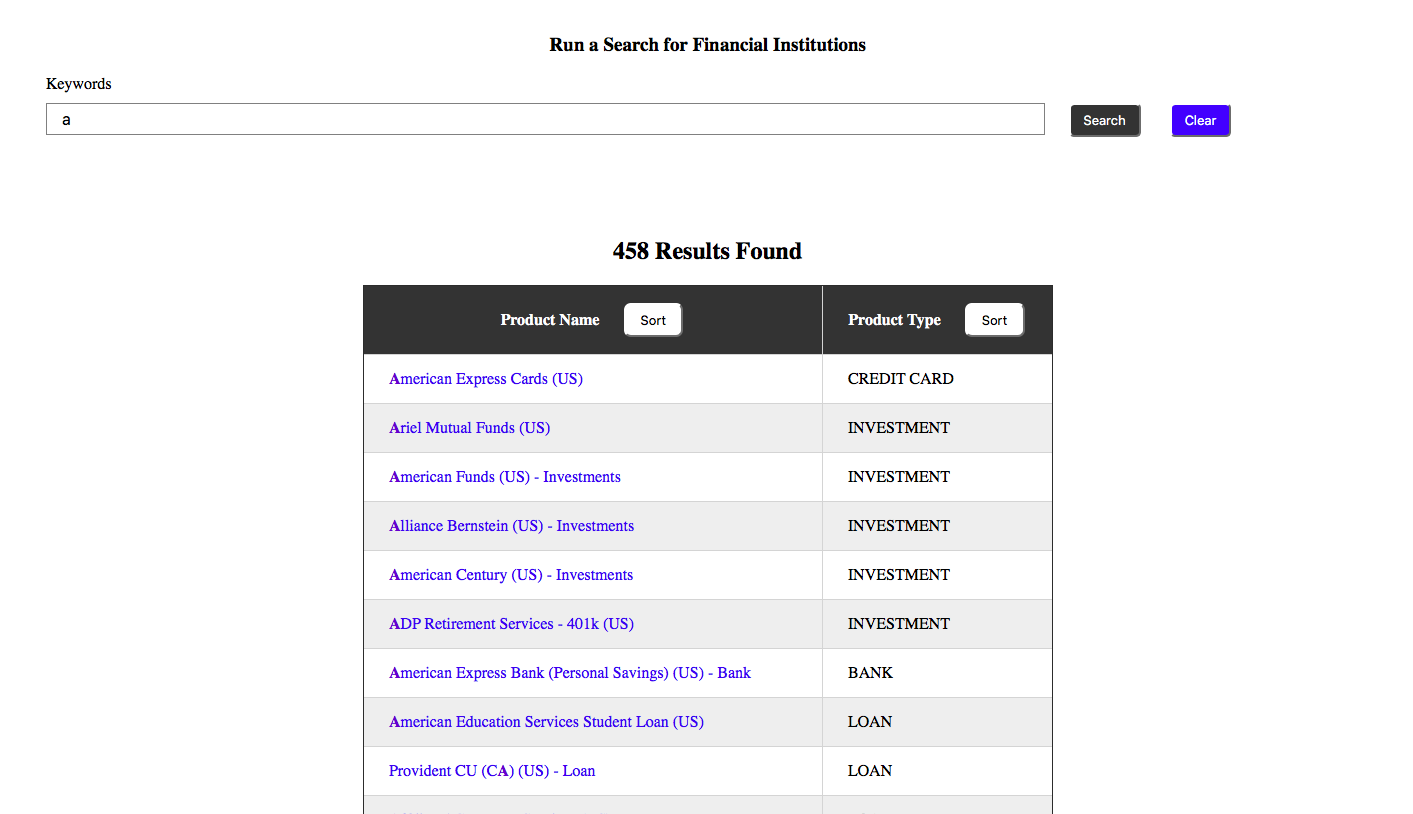 Run a Search for Financial Institutions
Keywords
a
Search
Clear
458 Results Found
Product Name Sort Product Type Sort
American Express Cards (US) CREDIT CARD
Ariel Mutual Funds (US) INVESTMENT
American Funds (US) - Investments INVESTMENT
Alliance Bernstein (US) - Investments INVESTMENT
American Century (US) - Investments INVESTMENT
ADP Retirement Services - 401k (US) INVESTMENT
American Express Bank (Personal Savings) (US) - Bank BANK
American Education Services Student Loan (US) LOAN
Provident CU (CA) (US) - Loan LOAN